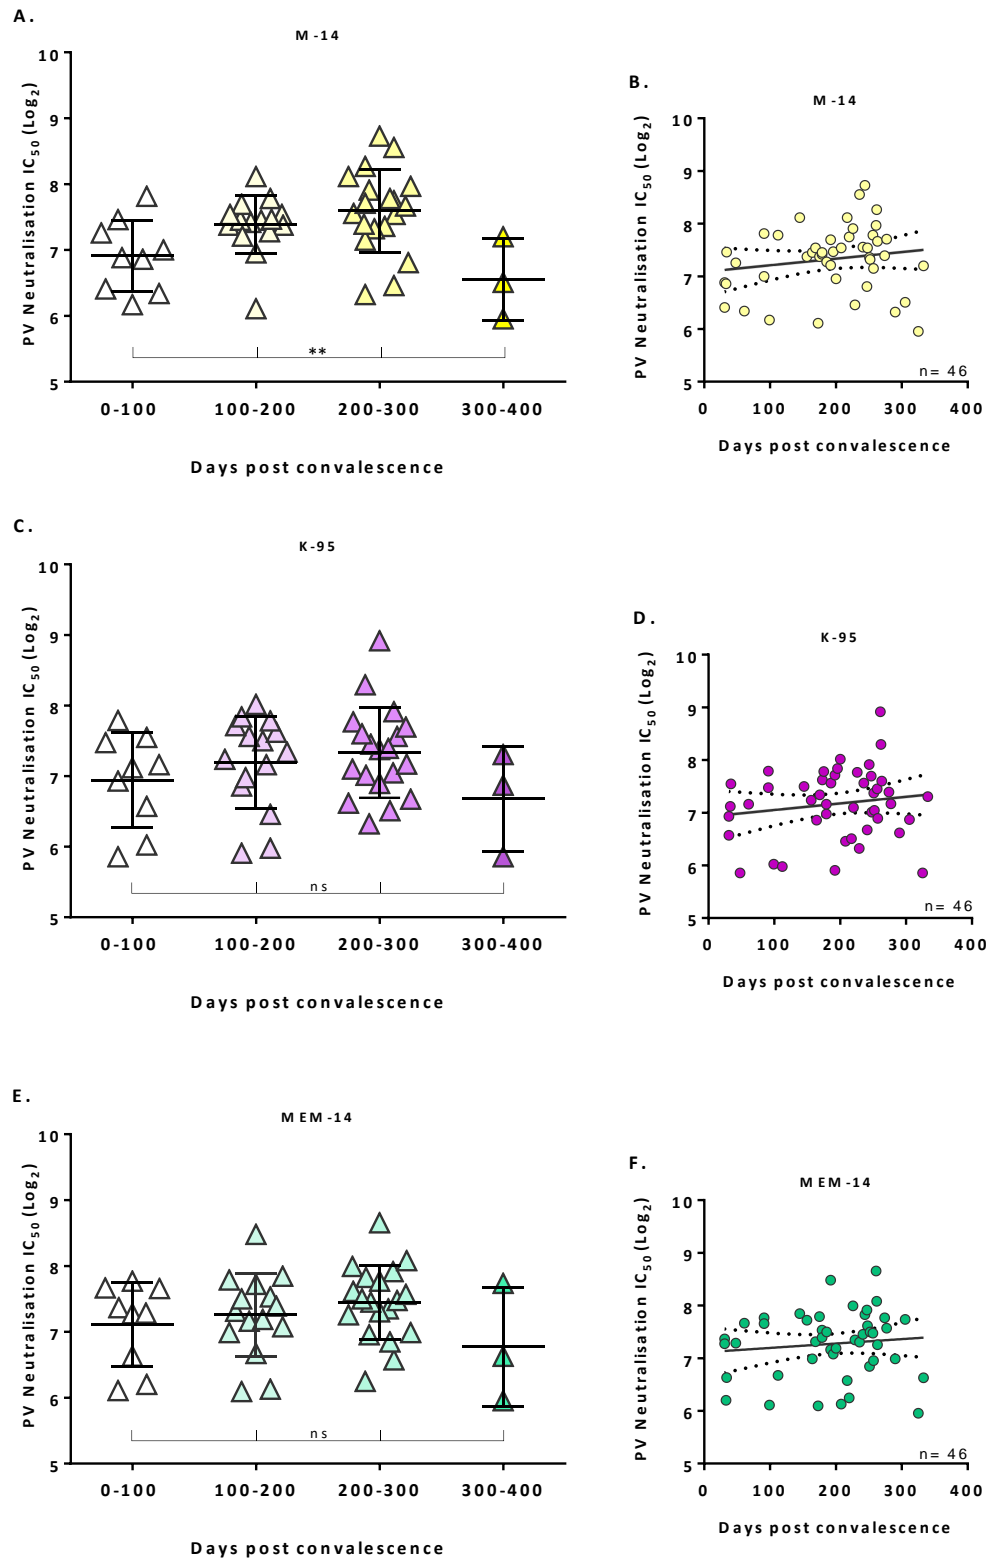 A.
M-14
PV Neutralisation IC50 (Log2)
10
9
8
7
6
5
**
0-100 100-200 200-300 300-400
Days post convalescence
B.
M-14
PV Neutralisation IC50 (Log2)
10
9
8
7
6
5
n= 46
0 100 200 300 400
Days post convalescence
C.
K-95
PV Neutralisation IC50 (Log2)
10
9
8
7
6
5
ns
0-100 100-200 200-300 300-400
Days post convalescence
D.
K-95
PV Neutralisation IC50 (Log2)
10
9
8
7
6
5
n= 46
0 100 200 300 400
Days post convalescence
E.
MEM-14
PV Neutralisation IC50 (Log2)
10
9
8
7
6
5
ns
0-100 100-200 200-300 300-400
Days post convalescence
F.
MEM-14
PV Neutralisation IC50 (Log2)
10
9
8
7
6
5
n= 46
0 100 200 300 400
Days post convalescence